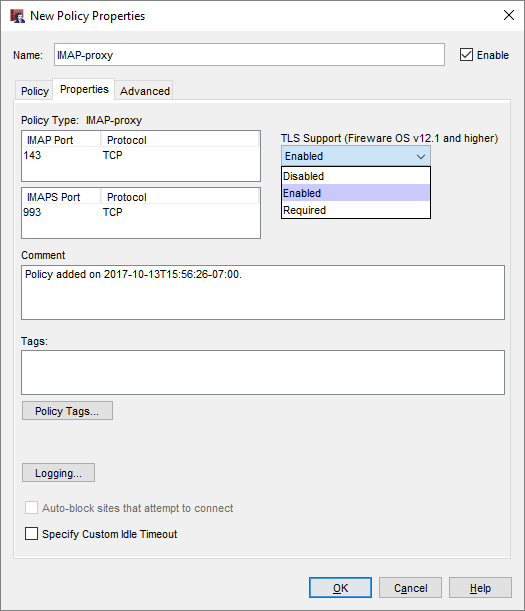 New Policy Properties
Name: IMAP-proxy Enable
Policy Properties Advanced
Policy Type: IMAP-proxy
IMAP Port Protocol
143 TCP
IMAPS Port Protocol
993 TCP
TLS Support (Fireware OS v12.1 and higher)
Enabled
Disabled
Enabled
Required
Comment
Policy added on 2017-10-13T15:56:26-07:00.
Tags:
Policy Tags...
Logging...
Auto-block sites that attempt to connect
Specify Custom Idle Timeout
OK Cancel Help